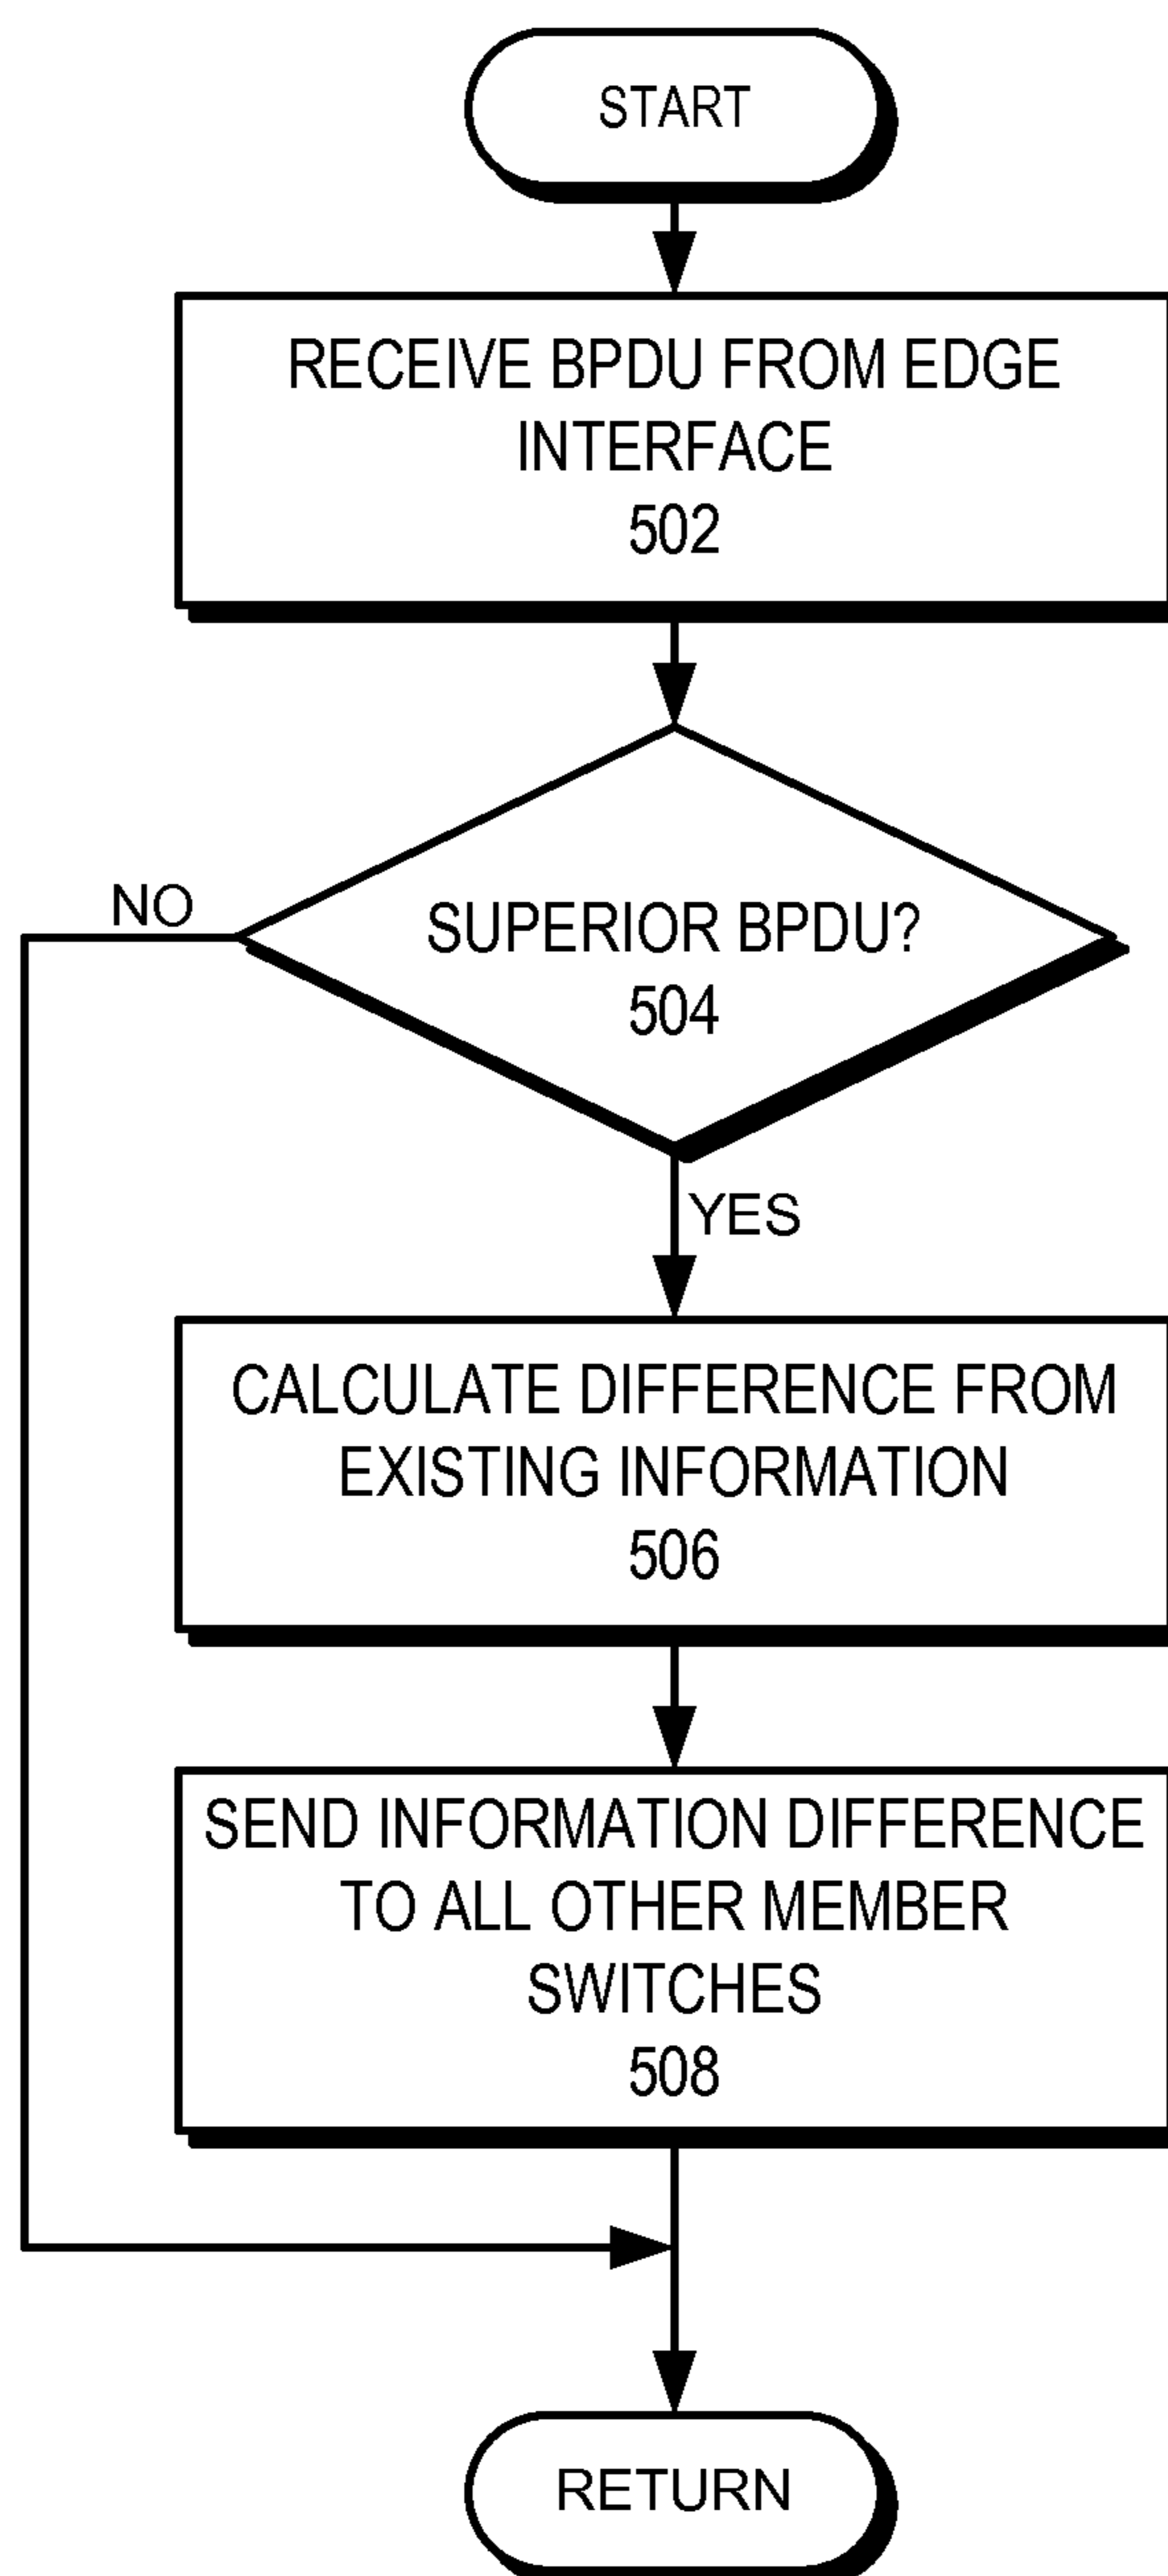 START
RECEIVE BPDU FROM EDGE
INTERFACE
502
SUPERIOR BPDU?
504
NO
YES
CALCULATE DIFFERENCE FROM
EXISTING INFORMATION
506
SEND INFORMATION DIFFERENCE
TO ALL OTHER MEMBER
SWITCHES
508
RETURN